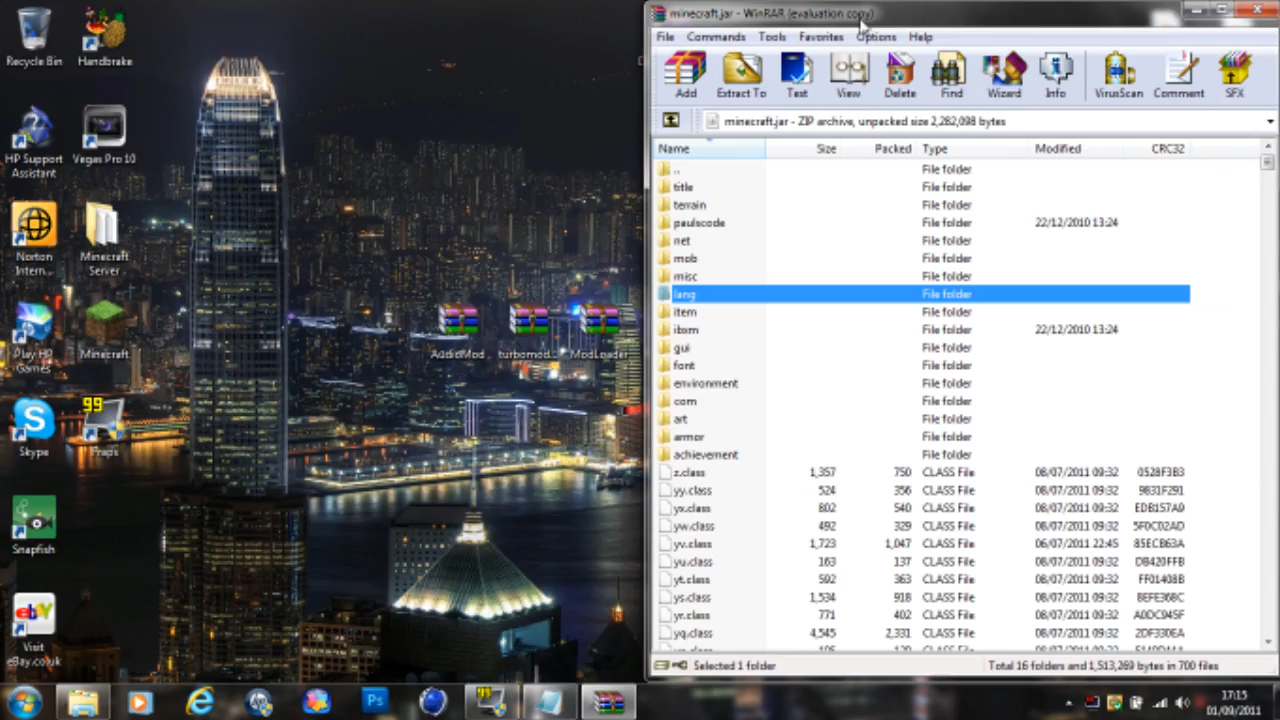 Recycle Bin
Handbrake
HP Support
Assistant
Vegas Pro 10
Norton
Intern...
Minecraft
Server
Play HP
Games
Minecraft
AudioMod
turbomod...
ModLoader
99
Skype
Fraps
Snapfish
ebY
Visit
eBay.co.uk
minecraft.jar - WinRAR (evaluation copy)
File Commands Tools Favorites Options Help
Add Extract To Test View Delete Find Wizard Info VirusScan Comment SFX
minecraft.jar - ZIP archive, unpacked size 2,282,098 bytes
Name Size Packed Type Modified CRC32
.. File folder
title File folder
terrain File folder
paulscode File folder 22/12/2010 13:24
net File folder
mob File folder
misc File folder
lang File folder
item File folder
ibxm File folder 22/12/2010 13:24
gui File folder
font File folder
environment File folder
com File folder
art File folder
armor File folder
achievement File folder
z.class 1,357 750 CLASS File 08/07/2011 09:32 0528F3B3
yy.class 524 356 CLASS File 08/07/2011 09:32 9831F291
yx.class 802 540 CLASS File 08/07/2011 09:32 EDB157A9
yw.class 492 329 CLASS File 08/07/2011 09:32 5F0C02AD
yv.class 1,723 1,047 CLASS File 06/07/2011 22:45 85ECB63A
yu.class 163 137 CLASS File 08/07/2011 09:32 DB420FFB
yt.class 592 363 CLASS File 08/07/2011 09:32 FF01408B
ys.class 1,534 918 CLASS File 08/07/2011 09:32 8EFE368C
yr.class 771 402 CLASS File 08/07/2011 09:32 A0DC945F
yq.class 4,545 2,331 CLASS File 08/07/2011 09:32 2DF330EA
Selected 1 folder
Total 16 folders and 1,513,269 bytes in 700 files
Ps
99
17:15
01/09/2011